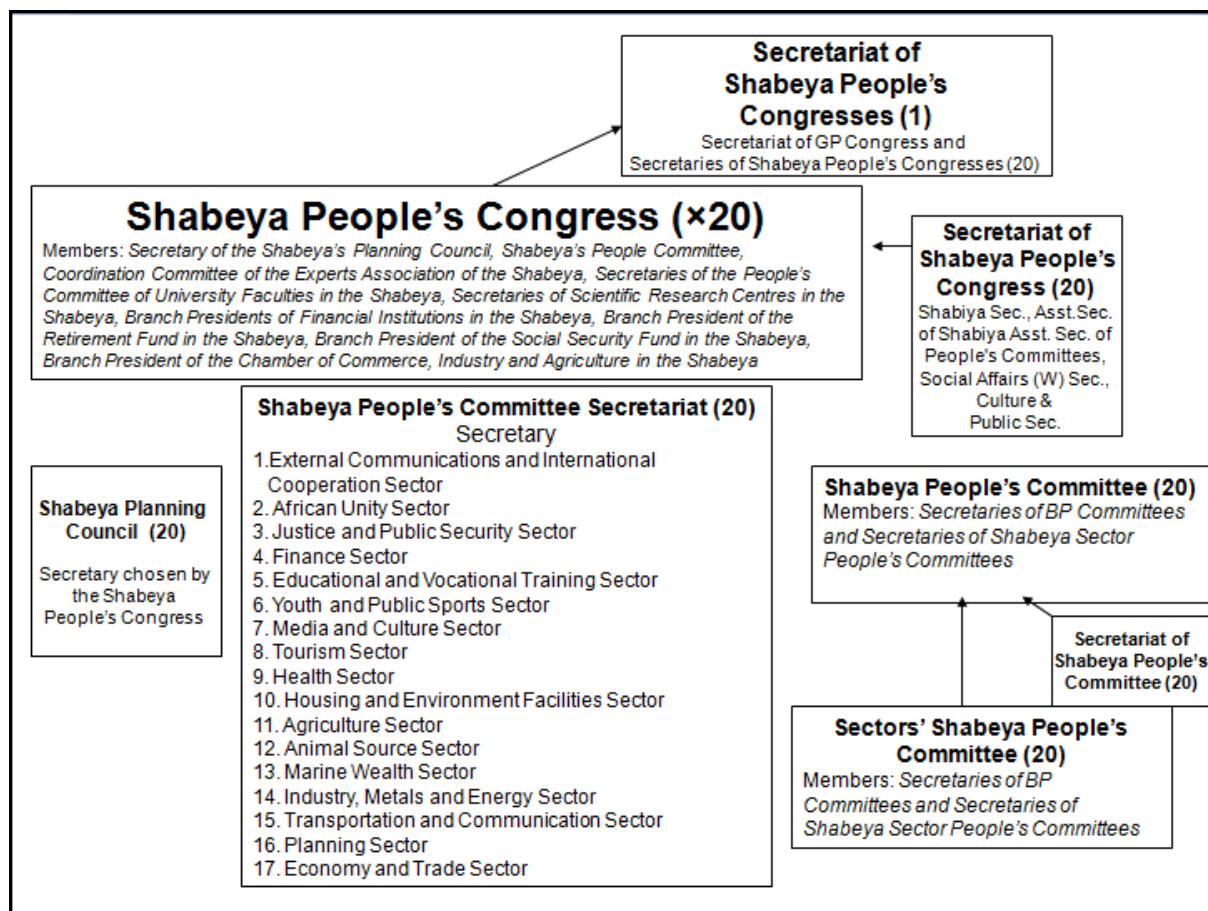 Secretariat of
Shabeya People’s
Congresses (1)
Secretariat of GP Congress and
Secretaries of Shabeya People’s Congresses (20)
Shabeya People’s Congress (×20)
Members: Secretary of the Shabeya’s Planning Council, Shabeya’s People Committee,
Coordination Committee of the Experts Association of the Shabeya, Secretaries of the People’s
Committee of University Faculties in the Shabeya, Secretaries of Scientific Research Centres in the
Shabeya, Branch Presidents of Financial Institutions in the Shabeya, Branch President of the
Retirement Fund in the Shabeya, Branch President of the Social Security Fund in the Shabeya,
Branch President of the Chamber of Commerce, Industry and Agriculture in the Shabeya
Secretariat of
Shabeya People’s
Congress (20)
Shabiya Sec., Asst.Sec.
of Shabiya Asst. Sec. of
People's Committees,
Social Affairs (W) Sec.,
Culture &
Public Sec.
Shabeya People’s Committee Secretariat (20)
Secretary
1.External Communications and International
Cooperation Sector
2. African Unity Sector
3. Justice and Public Security Sector
4. Finance Sector
5. Educational and Vocational Training Sector
6. Youth and Public Sports Sector
7. Media and Culture Sector
8. Tourism Sector
9. Health Sector
10. Housing and Environment Facilities Sector
11. Agriculture Sector
12. Animal Source Sector
13. Marine Wealth Sector
14. Industry, Metals and Energy Sector
15. Transportation and Communication Sector
16. Planning Sector
17. Economy and Trade Sector
Shabeya Planning
Council (20)
Secretary chosen by
the Shabeya
People’s Congress
Shabeya People’s Committee (20)
Members: Secretaries of BP Committees
and Secretaries of Shabeya Sector
People’s Committees
Secretariat of
Shabeya People’s
Committee (20)
Sectors’ Shabeya People’s
Committee (20)
Members: Secretaries of BP
Committees and Secretaries of
Shabeya Sector People’s Committees